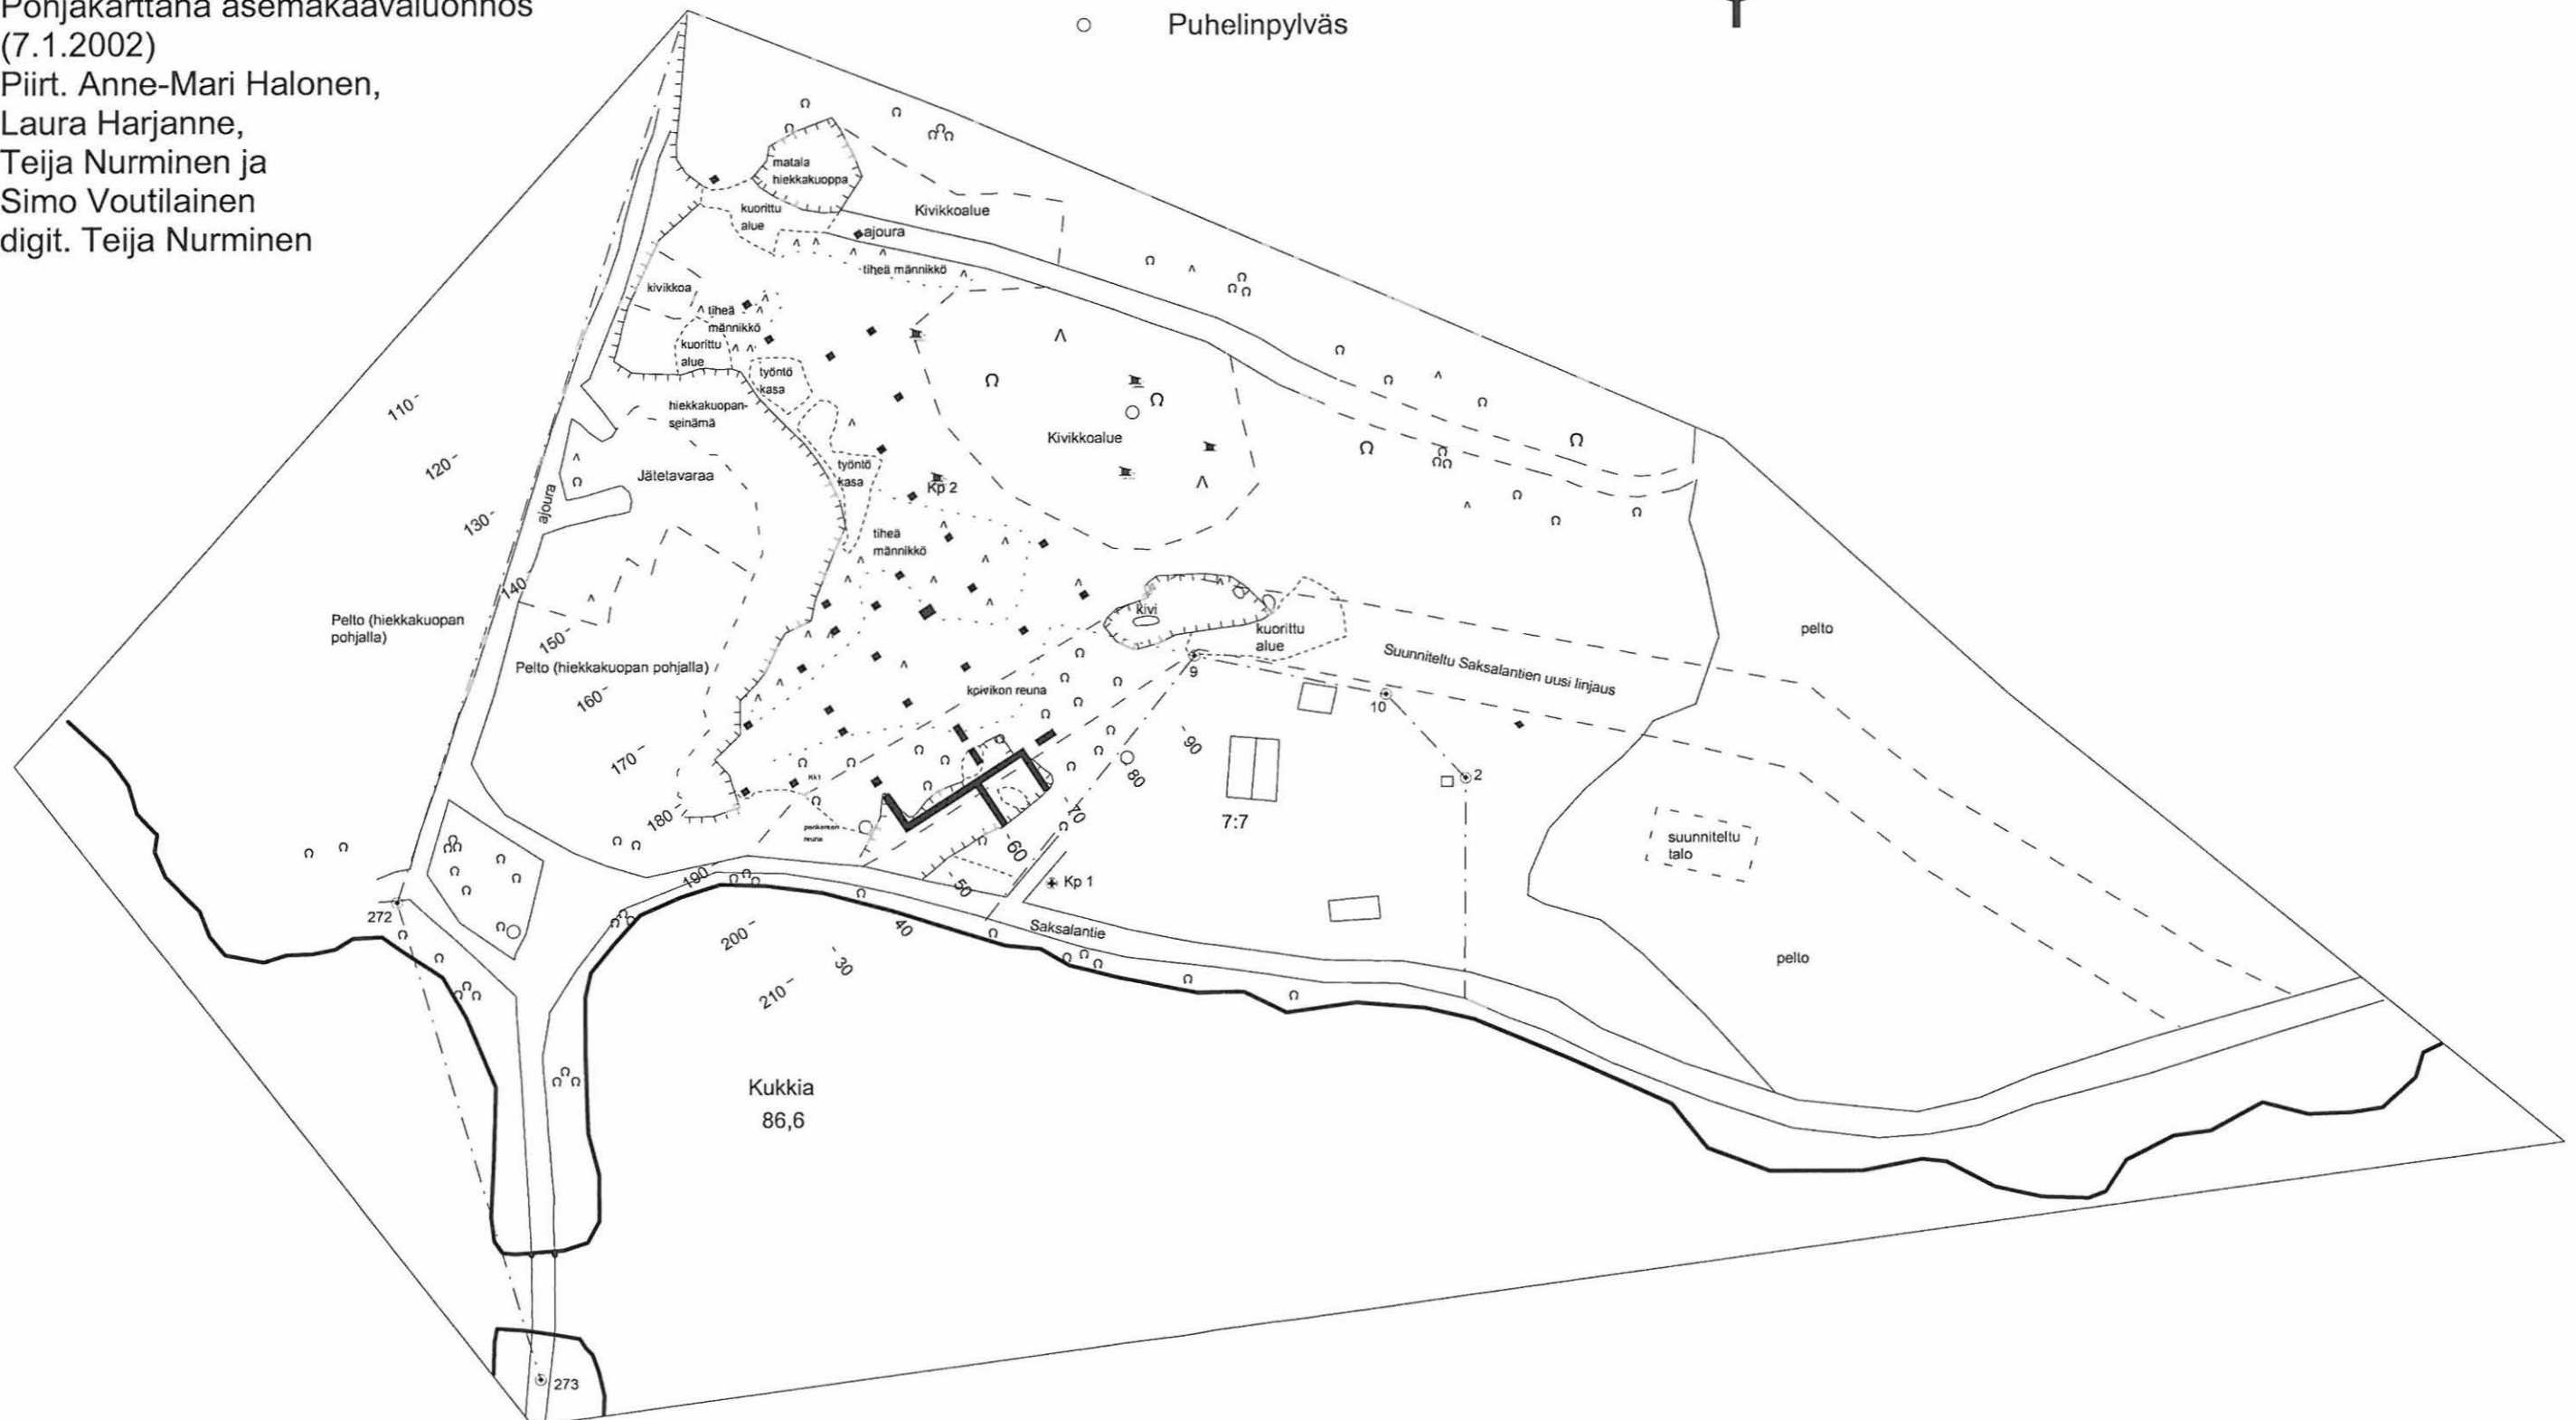 Pohjakarttana asemakaavaluonnos
(7.1.2002)
Piirt. Anne-Mari Halonen,
Laura Harjanne,
Teija Nurminen ja
Simo Voutilainen
digit. Teija Nurminen
Puhelinpylväs
matala
hiekkakuoppa
kuorittu
alue
Kivikkoalue
ajoura
tiheä männikkö
kivikkoa
tiheä
männikkö
kuorittu
alue
työntö
kasa
hiekkakuopan-
seinämä
110
120
130
140
150
160
170
180
190
200
210
Jätetavaraa
ajoura
työntö
kasa
Kp 2
Kivikkoalue
tiheä
männikkö
Pelto (hiekkakuopan
pohjalla)
Pelto (hiekkakuopan pohjalla)
kivi
kuorittu
alue
9
koivikon reuna
Suunniteltu Saksalantien uusi linjaus
10
pelto
90
80
70
60
50
40
30
2
7:7
Kk1
penkereen
reuna
suunniteltu
talo
Kp 1
272
Saksalantie
pelto
Kukkia
86,6
273